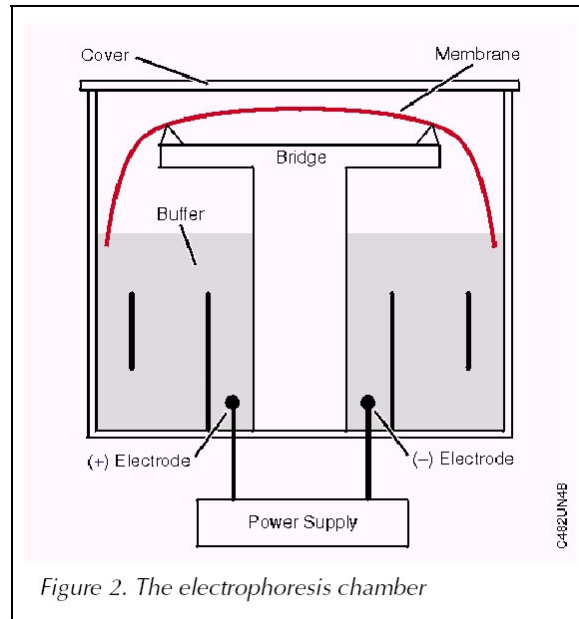 Cover
Membrane
Bridge
Buffer
(+) Electrode
(–) Electrode
Power Supply
C482UN4B
Figure 2. The electrophoresis chamber